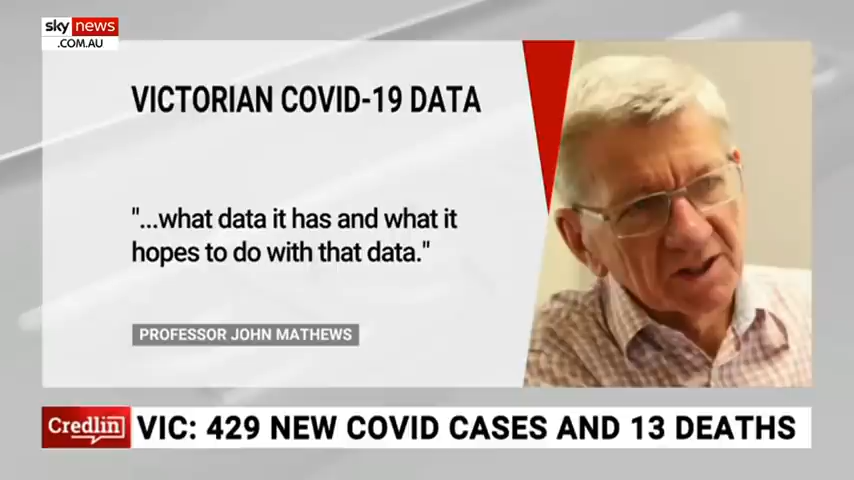 sky news
.COM.AU
VICTORIAN COVID-19 DATA
"...what data it has and what it
hopes to do with that data."
PROFESSOR JOHN MATHEWS
Credlin
VIC: 429 NEW COVID CASES AND 13 DEATHS